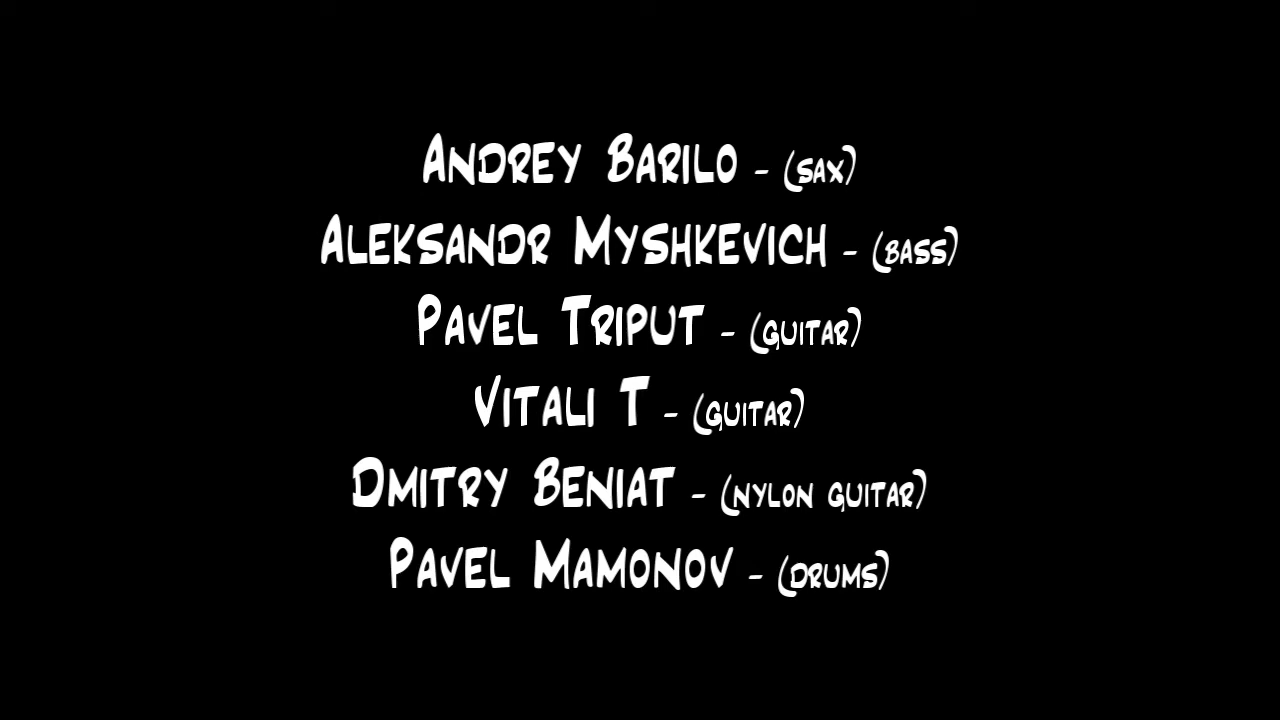 Andrey Barilo - (sax)
Aleksandr Myshkevich - (bass)
Pavel Triput - (guitar)
Vitali T - (guitar)
Dmitry Beniat - (nylon guitar)
Pavel Mamonov - (drums)